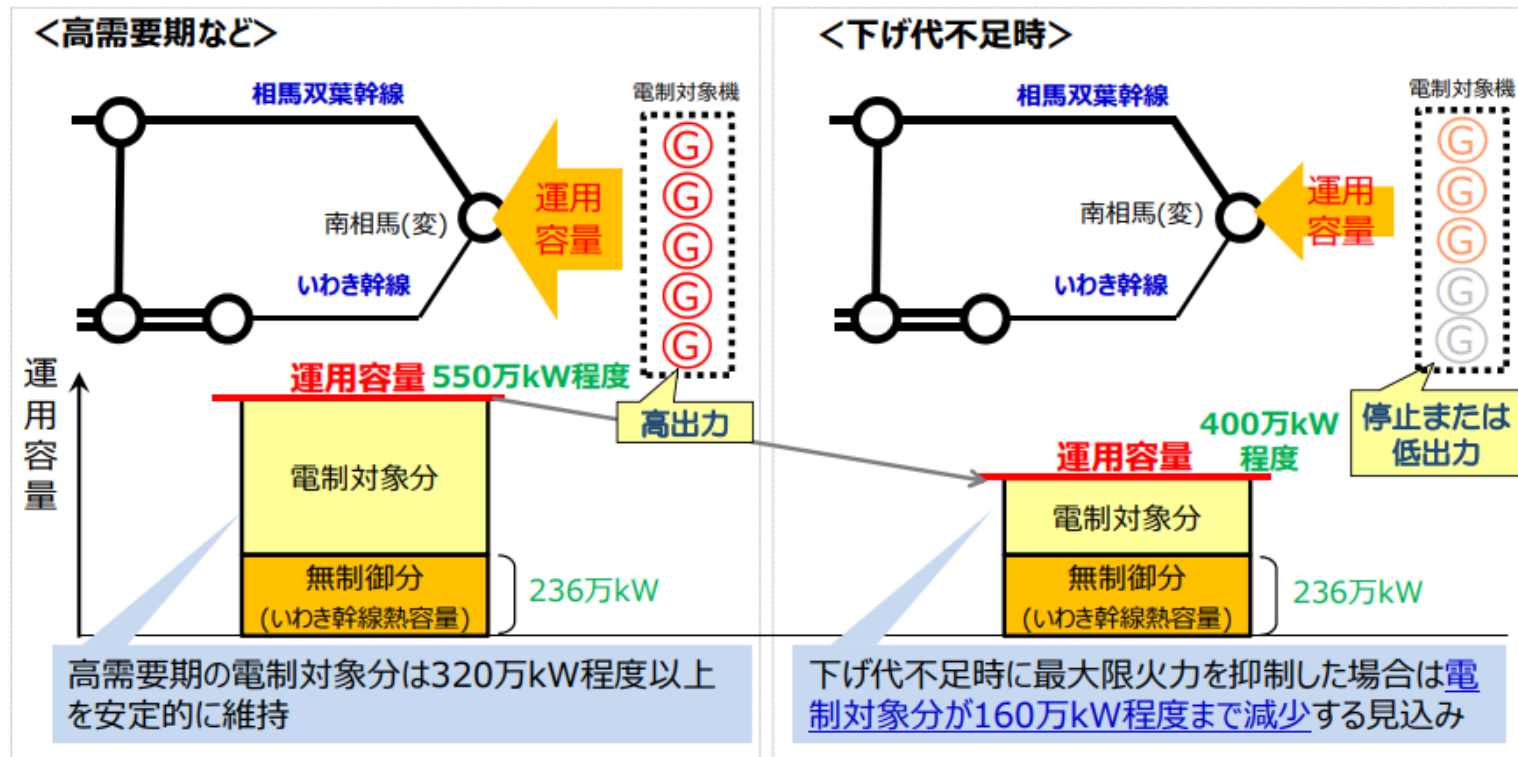 <高需要期など>
相馬双葉幹線
電制対象機
G
G
G
G
G
運用
容量
南相馬(変)
いわき幹線
高出力
運用容量
運用容量 550万kW程度
電制対象分
無制御分
(いわき幹線熱容量)
236万kW
高需要期の電制対象分は320万kW程度以上
を安定的に維持
<下げ代不足時>
相馬双葉幹線
電制対象機
G
G
G
G
G
運用
容量
南相馬(変)
いわき幹線
停止または
低出力
400万kW
程度
運用容量
電制対象分
無制御分
(いわき幹線熱容量)
236万kW
下げ代不足時に最大限火力を抑制した場合は電
制対象分が160万kW程度まで減少する見込み